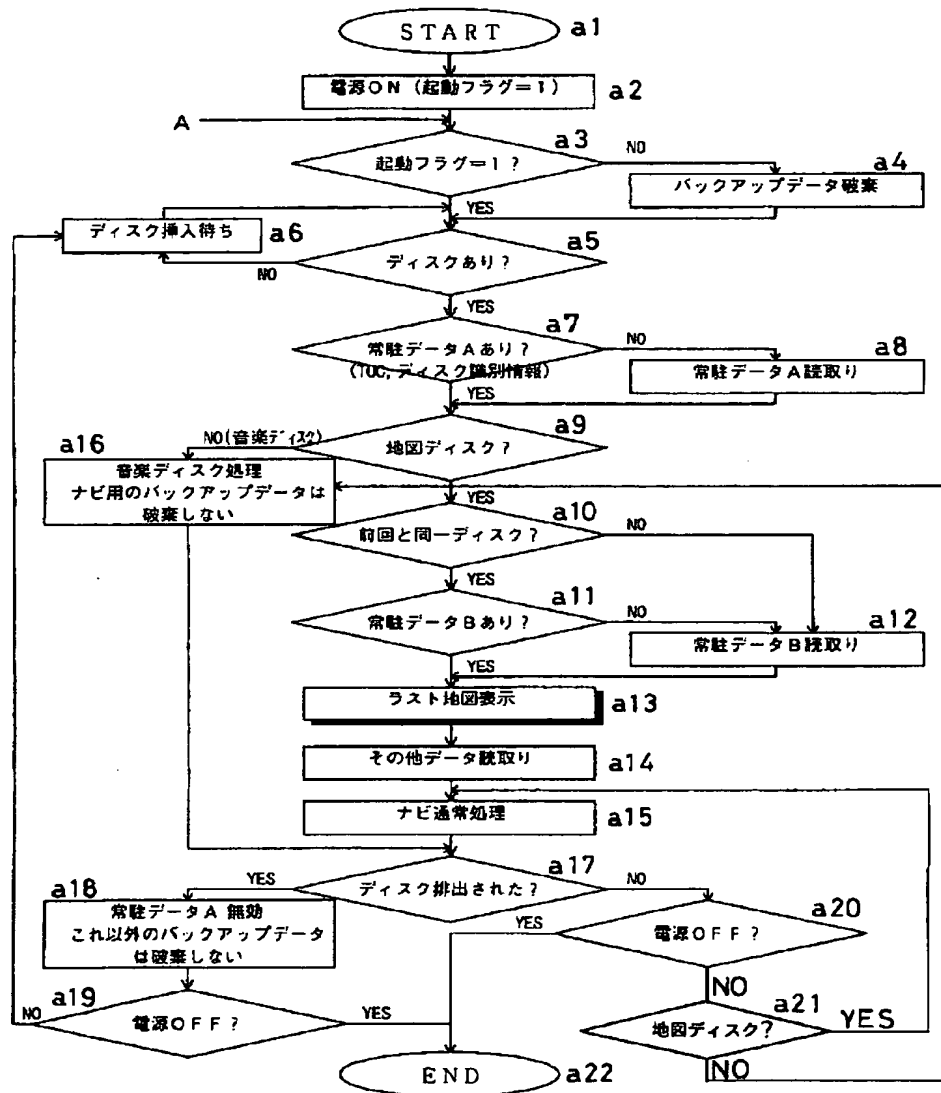 START a1
電源ON(起動フラグ=1) a2
A
起動フラグ=1? a3
NO
バックアップデータ破棄 a4
YES
ディスク挿入待ち a6
ディスクあり? a5
NO
YES
常駐データAあり? a7
(TOC,ディスク識別情報)
NO
常駐データA読取り a8
YES
地図ディスク? a9
NO(音楽ディスク)
a16
音楽ディスク処理
ナビ用のバックアップデータは
破棄しない
YES
前回と同一ディスク? a10
NO
YES
常駐データBあり? a11
NO
常駐データB読取り a12
YES
ラスト地図表示 a13
その他データ読取り a14
ナビ通常処理 a15
ディスク排出された? a17
YES
NO
a18
常駐データA 無効
これ以外のバックアップデータ
は破棄しない
電源OFF? a20
YES
NO
a19
電源OFF?
NO
YES
地図ディスク? a21
YES
NO
END a22